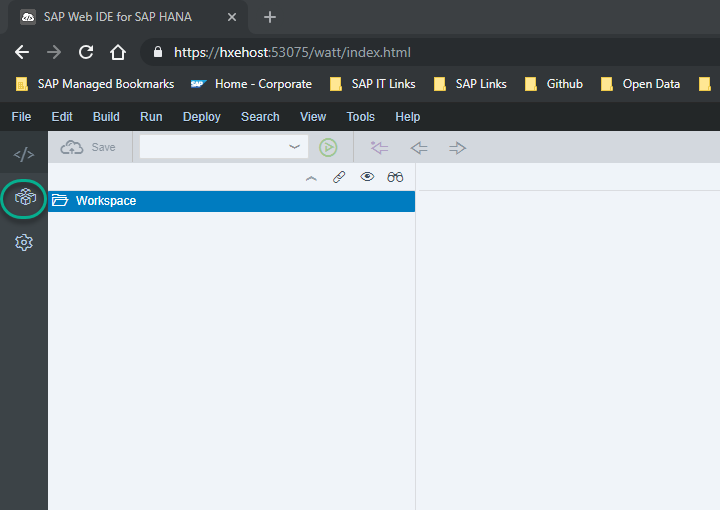 SAP Web IDE for SAP HANA
https://hxehost:53075/watt/index.html
SAP Managed Bookmarks SAP Home - Corporate SAP IT Links SAP Links Github Open Data
File Edit Build Run Deploy Search View Tools Help
</> Save
Workspace